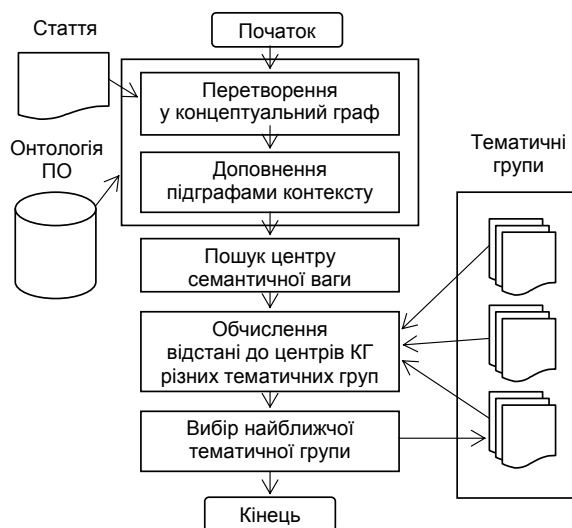 Стаття
Початок
Перетворення
у концептуальний граф
Онтологія
ПО
Доповнення
підграфами контексту
Тематичні
групи
Пошук центру
семантичної ваги
Обчислення
відстані до центрів КГ
різних тематичних груп
Вибір найближчої
тематичної групи
Кінець